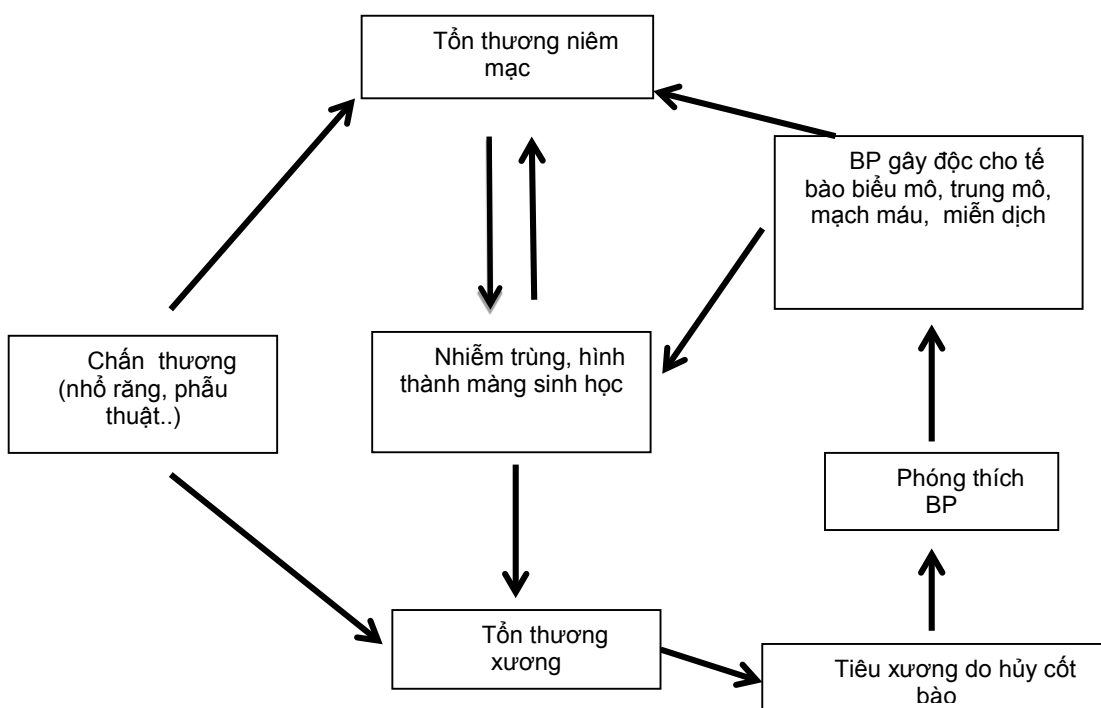 Tổn thương niêm
mạc
BP gây độc cho tế
bào biểu mô, trung mô,
mạch máu, miễn dịch
Chấn thương
(nhổ răng, phẫu
thuật..)
Nhiễm trùng, hình
thành màng sinh học
Phóng thích
BP
Tổn thương
xương
Tiêu xương do hủy cốt
bào